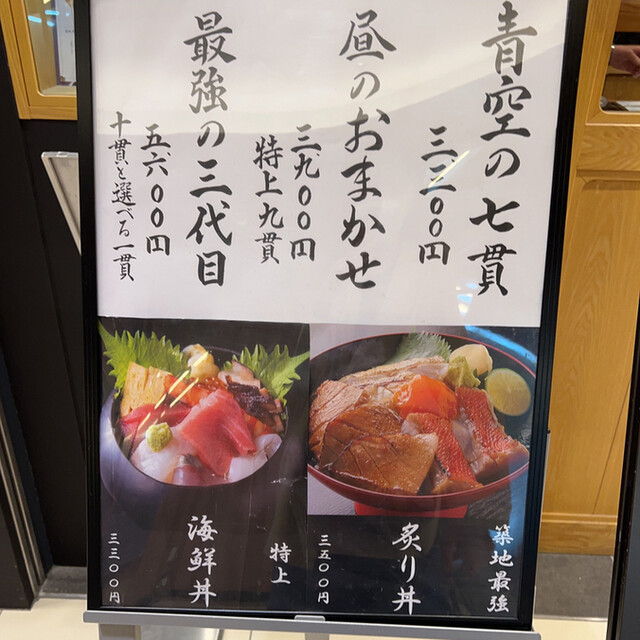 青空の七貫
三二〇〇円
昼のおまかせ
三九〇〇円
特上九貫
最強の三代目
五六〇〇円
十貫と選べる一貫
築地最強
炙り丼
三五〇〇円
特上
海鮮丼
三三〇〇円